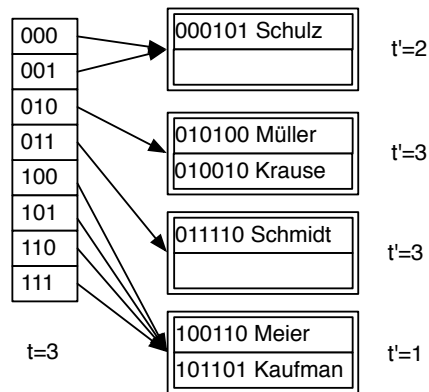 000
001
010
011
100
101
110
111
t=3
000101 Schulz
t'=2
010100 Müller
010010 Krause
t'=3
011110 Schmidt
t'=3
100110 Meier
101101 Kaufman
t'=1